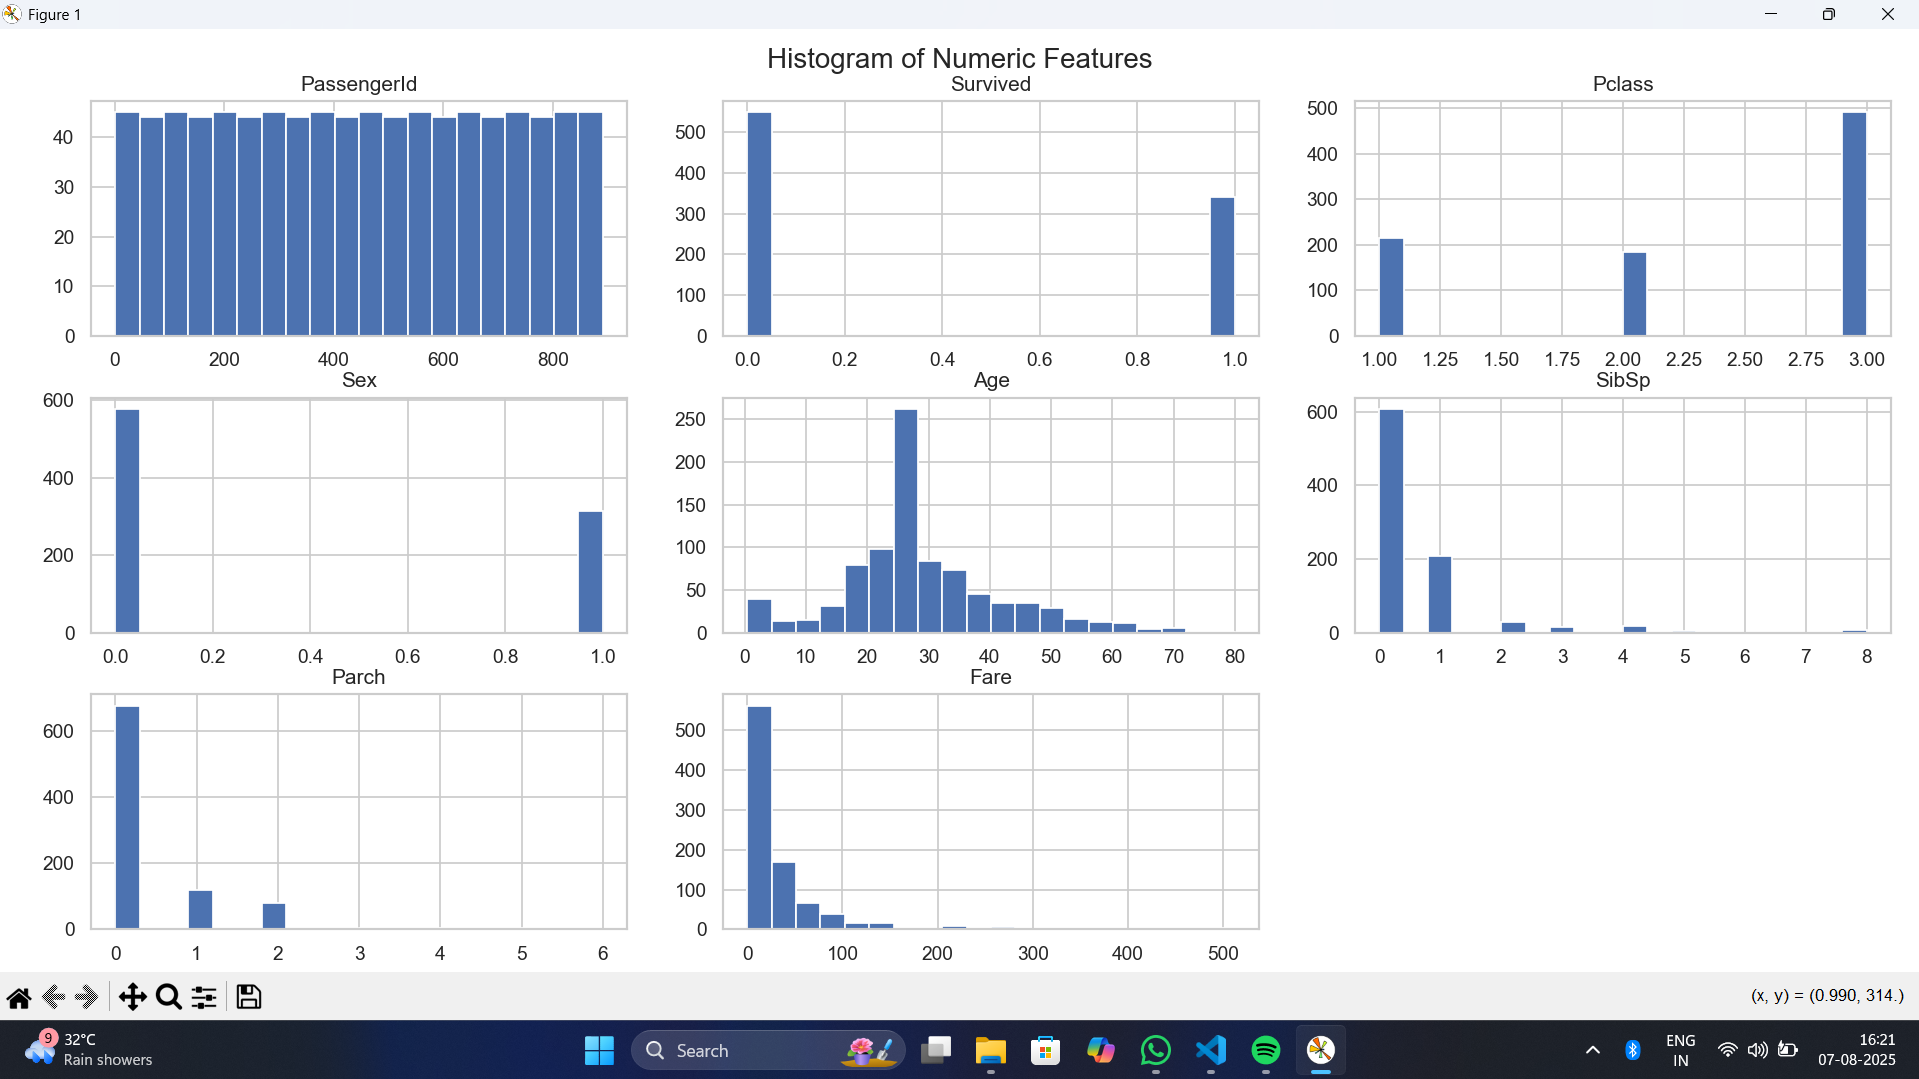 Figure 1
Histogram of Numeric Features
PassengerId
40
30
20
10
0
0 200 400 600 800
Survived
500
400
300
200
100
0
0.0 0.2 0.4 0.6 0.8 1.0
Pclass
500
400
300
200
100
0
1.00 1.25 1.50 1.75 2.00 2.25 2.50 2.75 3.00
Sex
600
400
200
0
0.0 0.2 0.4 0.6 0.8 1.0
Age
250
200
150
100
50
0
0 10 20 30 40 50 60 70 80
SibSp
600
400
200
0
0 1 2 3 4 5 6 7 8
Parch
600
400
200
0
0 1 2 3 4 5 6
Fare
500
400
300
200
100
0
0 100 200 300 400 500
(x, y) = (0.990, 314.)
9
32°C
Rain showers
Search
ENG
IN
16:21
07-08-2025